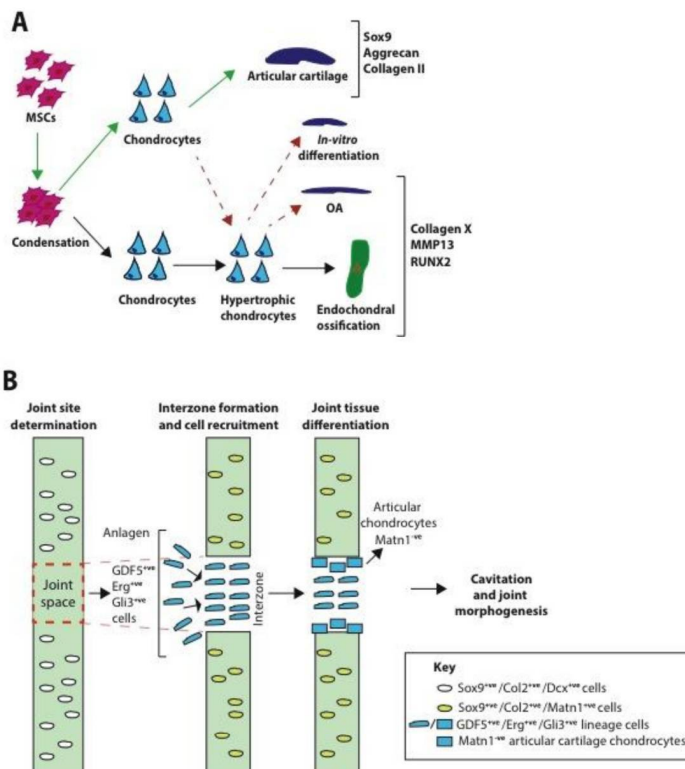 A
Sox9
Aggrecan
Collagen II
MSCs
Chondrocytes
Articular cartilage
In-vitro
differentiation
OA
Condensation
Chondrocytes
Hypertrophic
chondrocytes
Endochondral
ossification
Collagen X
MMP13
RUNX2
B
Joint site
determination
Interzone formation
and cell recruitment
Joint tissue
differentiation
Anlagen
GDF5+ve
Erg+ve
Gli3+ve
cells
Joint
space
Interzone
Articular
chondrocytes
Matn1-ve
Cavitation
and joint
morphogenesis
Key
Sox9+ve/Col2+ve/Dcx+ve cells
Sox9+ve/Col2+ve/Matn1+ve cells
/ GDF5+ve/Erg+ve/Gli3+ve lineage cells
Matn1-ve articular cartilage chondrocytes